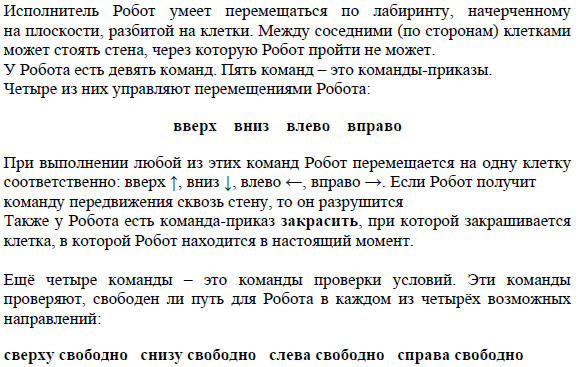 Исполнитель Робот умеет перемещаться по лабиринту, начерченному
на плоскости, разбитой на клетки. Между соседними (по сторонам) клетками
может стоять стена, через которую Робот пройти не может.
У Робота есть девять команд. Пять команд – это команды-приказы.
Четыре из них управляют перемещениями Робота:
вверх вниз влево вправо
При выполнении любой из этих команд Робот перемещается на одну клетку
соответственно: вверх ↑, вниз ↓, влево ←, вправо →. Если Робот получит
команду передвижения сквозь стену, то он разрушится
Также у Робота есть команда-приказ закрасить, при которой закрашивается
клетка, в которой Робот находится в настоящий момент.
Ещё четыре команды – это команды проверки условий. Эти команды
проверяют, свободен ли путь для Робота в каждом из четырёх возможных
направлений:
сверху свободно снизу свободно слева свободно справа свободно